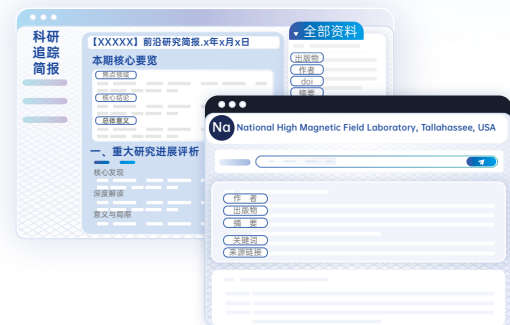 科研
追踪
简报
【XXXXX】前沿研究简报.x年x月x日
本期核心要览
焦点领域
核心结论
总体意义
一、重大研究进展评析
核心发现
深度解读
意义与局限
全部资料
出版物
作者
doi
摘要
Na National High Magnetic Field Laboratory, Tallahassee, USA
作 者
出版物
摘 要
关键词
来源链接